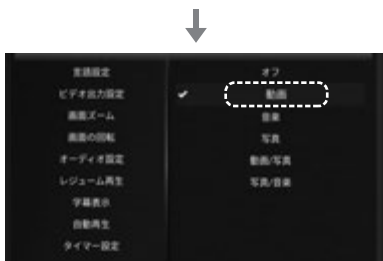 言語設定
ビデオ出力設定
画面ズーム
画面の回転
オーディオ設定
レジューム再生
字幕表示
自動再生
タイマー設定
オフ
✔ 動画
音楽
写真
動画/写真
写真/音楽